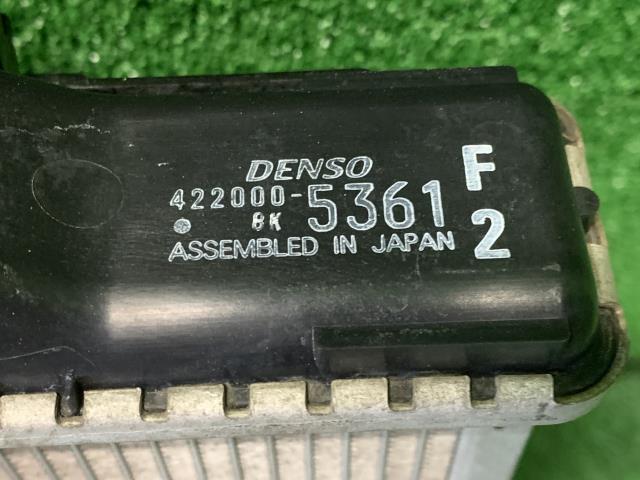 DENSO
422000-5361 F
8K
ASSEMBLED IN JAPAN 2